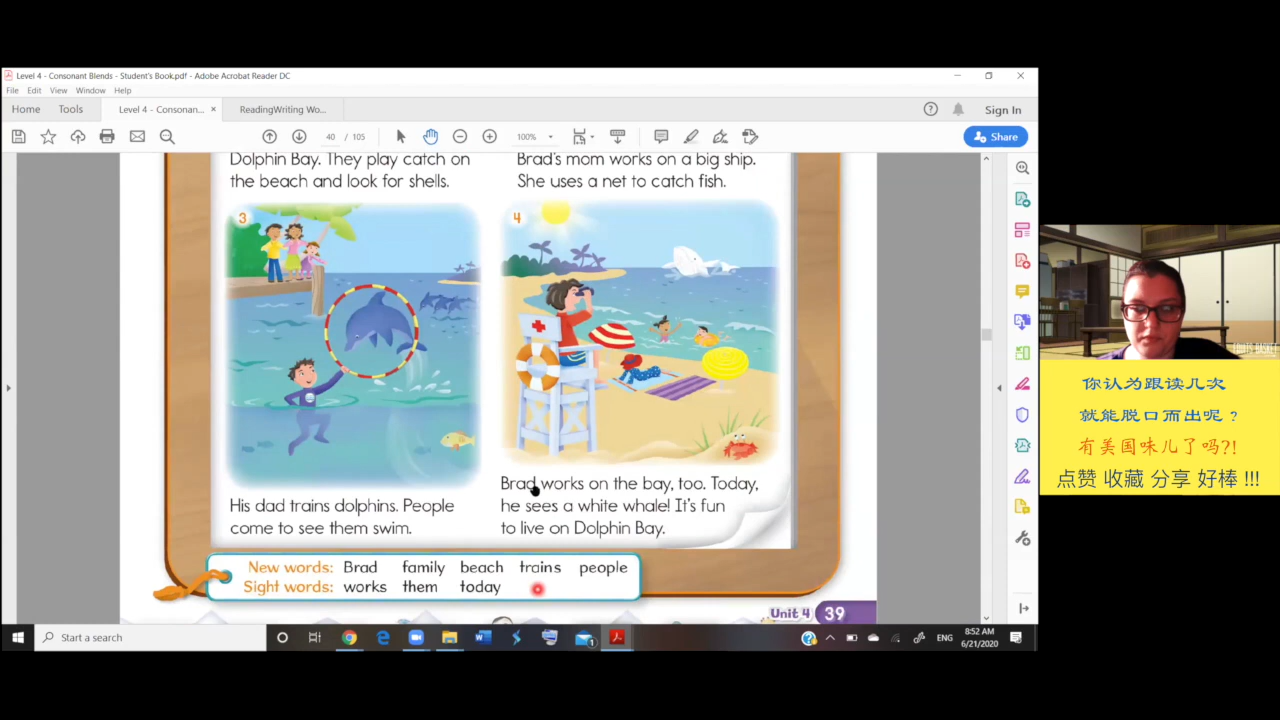 Level 4 - Consonant Blends - Student's Book.pdf - Adobe Acrobat Reader DC
File Edit View Window Help
Home Tools Level 4 - Consonan... × ReadingWriting Wo... Sign In
40 / 105 100% Share
Dolphin Bay. They play catch on
the beach and look for shells.
Brad's mom works on a big ship.
She uses a net to catch fish.
3
4
His dad trains dolphins. People
come to see them swim.
Brad works on the bay, too. Today,
he sees a white whale! It's fun
to live on Dolphin Bay.
New words: Brad family beach trains people
Sight words: works them today
Unit 4 39
Start a search
ENG
8:52 AM
6/21/2020
你认为跟读几次
就能脱口而出呢 ?
有美国味儿了吗?!
点赞 收藏 分享 好棒 !!!